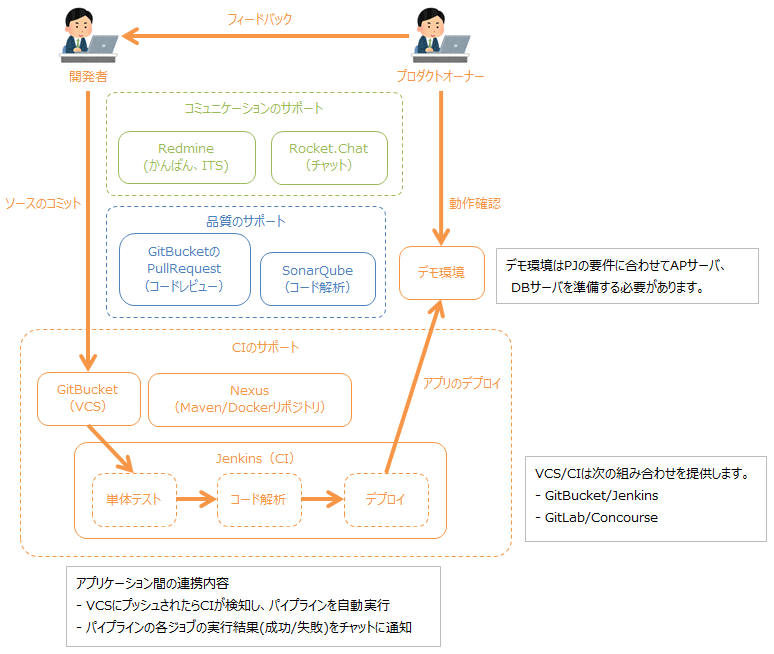 フィードバック
開発者
プロダクトオーナー
コミュニケーションのサポート
Redmine
(かんばん、ITS)
Rocket.Chat
（チャット）
ソースのコミット
動作確認
品質のサポート
GitBucketの
PullRequest
（コードレビュー）
SonarQube
（コード解析）
デモ環境
デモ環境はPJの要件に合わせてAPサーバ、
DBサーバを準備する必要があります。
CIのサポート
アプリのデプロイ
GitBucket
（VCS）
Nexus
（Maven/Dockerリポジトリ）
Jenkins（CI）
単体テスト
コード解析
デプロイ
VCS/CIは次の組み合わせを提供します。
- GitBucket/Jenkins
- GitLab/Concourse
アプリケーション間の連携内容
- VCSにプッシュされたらCIが検知し、パイプラインを自動実行
- パイプラインの各ジョブの実行結果(成功/失敗)をチャットに通知